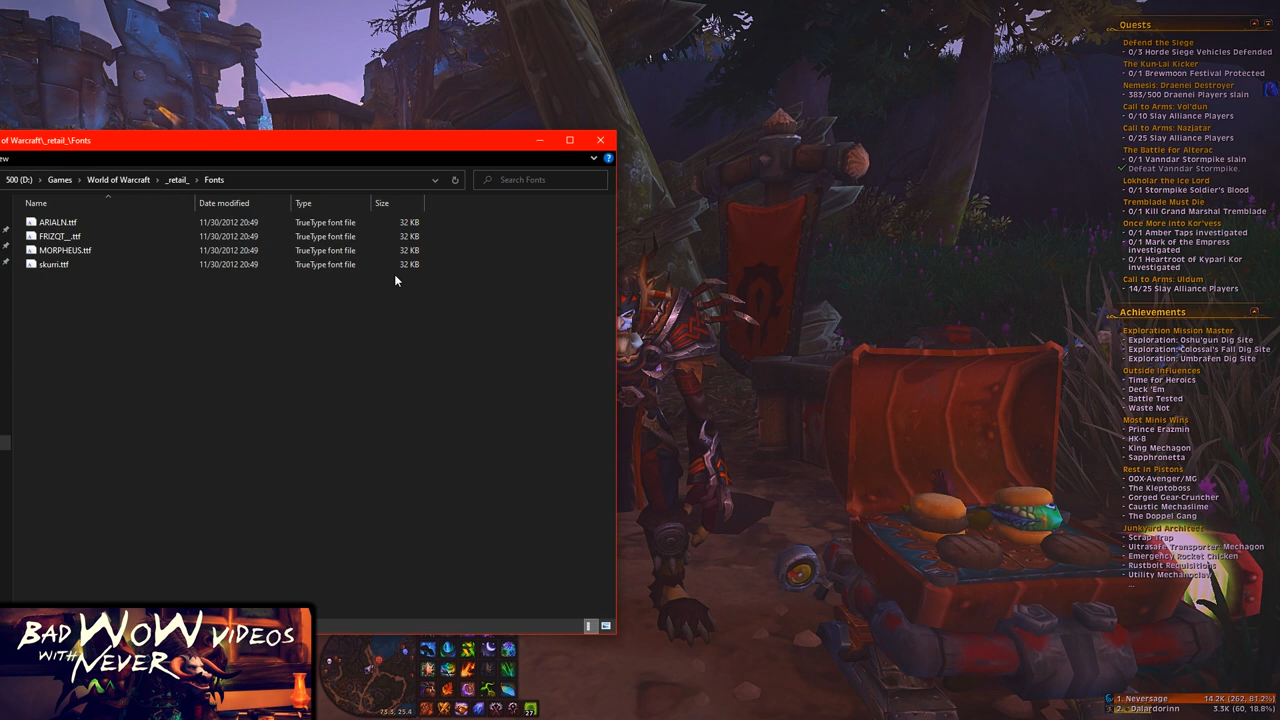 of Warcraft\_retail_\Fonts
ew
500 (D:) > Games > World of Warcraft > _retail_ > Fonts
Search Fonts
Name Date modified Type Size
ARIALN.ttf 11/30/2012 20:49 TrueType font file 32 KB
FRIZQT__.ttf 11/30/2012 20:49 TrueType font file 32 KB
MORPHEUS.ttf 11/30/2012 20:49 TrueType font file 32 KB
skurri.ttf 11/30/2012 20:49 TrueType font file 32 KB
BAD WOW VIDEOS
WITH NEVER
73.3, 25.4
277
Quests
Defend the Siege
- 0/3 Horde Siege Vehicles Defended
The Kun-Lai Kicker
- 0/1 Brewmoon Festival Protected
Nemesis: Draenei Destroyer
- 383/500 Draenei Players slain
Call to Arms: Vol'dun
- 0/10 Slay Alliance Players
Call to Arms: Nazjatar
- 0/25 Slay Alliance Players
The Battle for Alterac
- 0/1 Vanndar Stormpike slain
Defeat Vanndar Stormpike.
Lokholar the Ice Lord
- 0/1 Stormpike Soldier's Blood
Tremblade Must Die
- 0/1 Kill Grand Marshal Tremblade
Once More Into Kor'vess
- 0/1 Amber Taps investigated
- 0/1 Mark of the Empress
investigated
- 0/1 Heartroot of Kypari Kor
investigated
Call to Arms: Uldum
- 14/25 Slay Alliance Players
Achievements
Exploration Mission Master
- Exploration: Oshu'gun Dig Site
- Exploration: Colossal's Fall Dig Site
- Exploration: Umbrafen Dig Site
Outside Influences
- Time for Heroics
- Deck 'Em
- Battle Tested
- Waste Not
Most Minis Wins
- Prince Erazmin
- HK-8
- King Mechagon
- Sapphronetta
Rest In Pistons
- OOX-Avenger/MG
- The Kleptoboss
- Gorged Gear-Cruncher
- Caustic Mechaslime
- The Doppel Gang
Junkyard Architect
- Scrap Trap
- Ultrasafe Transporter: Mechagon
- Emergency Rocket Chicken
- Rustbolt Requisitions
- Utility Mechanoclaw
...
1. Neversage 14.2K (262, 81.2%)
2. Dalardorinn 3.3K (60, 18.8%)